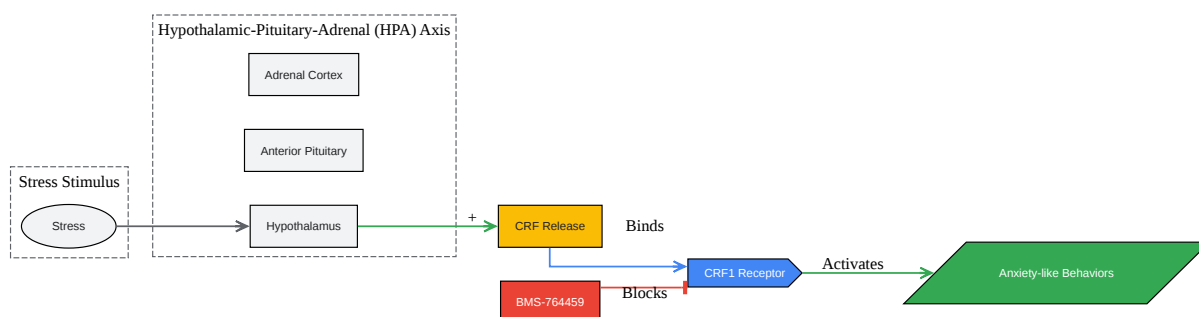 Hypothalamic-Pituitary-Adrenal (HPA) Axis
Adrenal Cortex
Anterior Pituitary
Stress Stimulus
Stress
Hypothalamus
+
CRF Release
Binds
CRF1 Receptor
Activates
Anxiety-like Behaviors
BMS-764459
Blocks